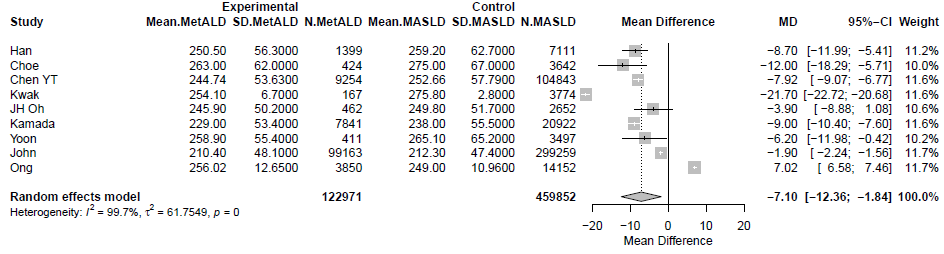 Experimental Control
Study Mean.MetALD SD.MetALD N.MetALD Mean.MASLD SD.MASLD N.MASLD Mean Difference MD 95%−CI Weight
Han 250.50 56.3000 1399 259.20 62.7000 7111 −8.70 [−11.99; −5.41] 11.2%
Choe 263.00 62.0000 424 275.00 67.0000 3642 −12.00 [−18.29; −5.71] 10.0%
Chen YT 244.74 53.6300 9254 252.66 57.7900 104843 −7.92 [ −9.07; −6.77] 11.6%
Kwak 254.10 6.7000 167 275.80 2.8000 3774 −21.70 [−22.72; −20.68] 11.6%
JH Oh 245.90 50.2000 462 249.80 51.7000 2652 −3.90 [ −8.88; 1.08] 10.6%
Kamada 229.00 53.4000 7841 238.00 55.5000 20922 −9.00 [−10.40; −7.60] 11.6%
Yoon 258.90 55.4000 411 265.10 65.2000 3497 −6.20 [−11.98; −0.42] 10.2%
John 210.40 48.1000 99163 212.30 47.4000 299259 −1.90 [ −2.24; −1.56] 11.7%
Ong 256.02 12.6500 3850 249.00 10.9600 14152 7.02 [ 6.58; 7.46] 11.7%
Random effects model 122971 459852 −7.10 [−12.36; −1.84] 100.0%
Heterogeneity: I² = 99.7%, τ² = 61.7549, p = 0
−20 −10 0 10 20
Mean Difference